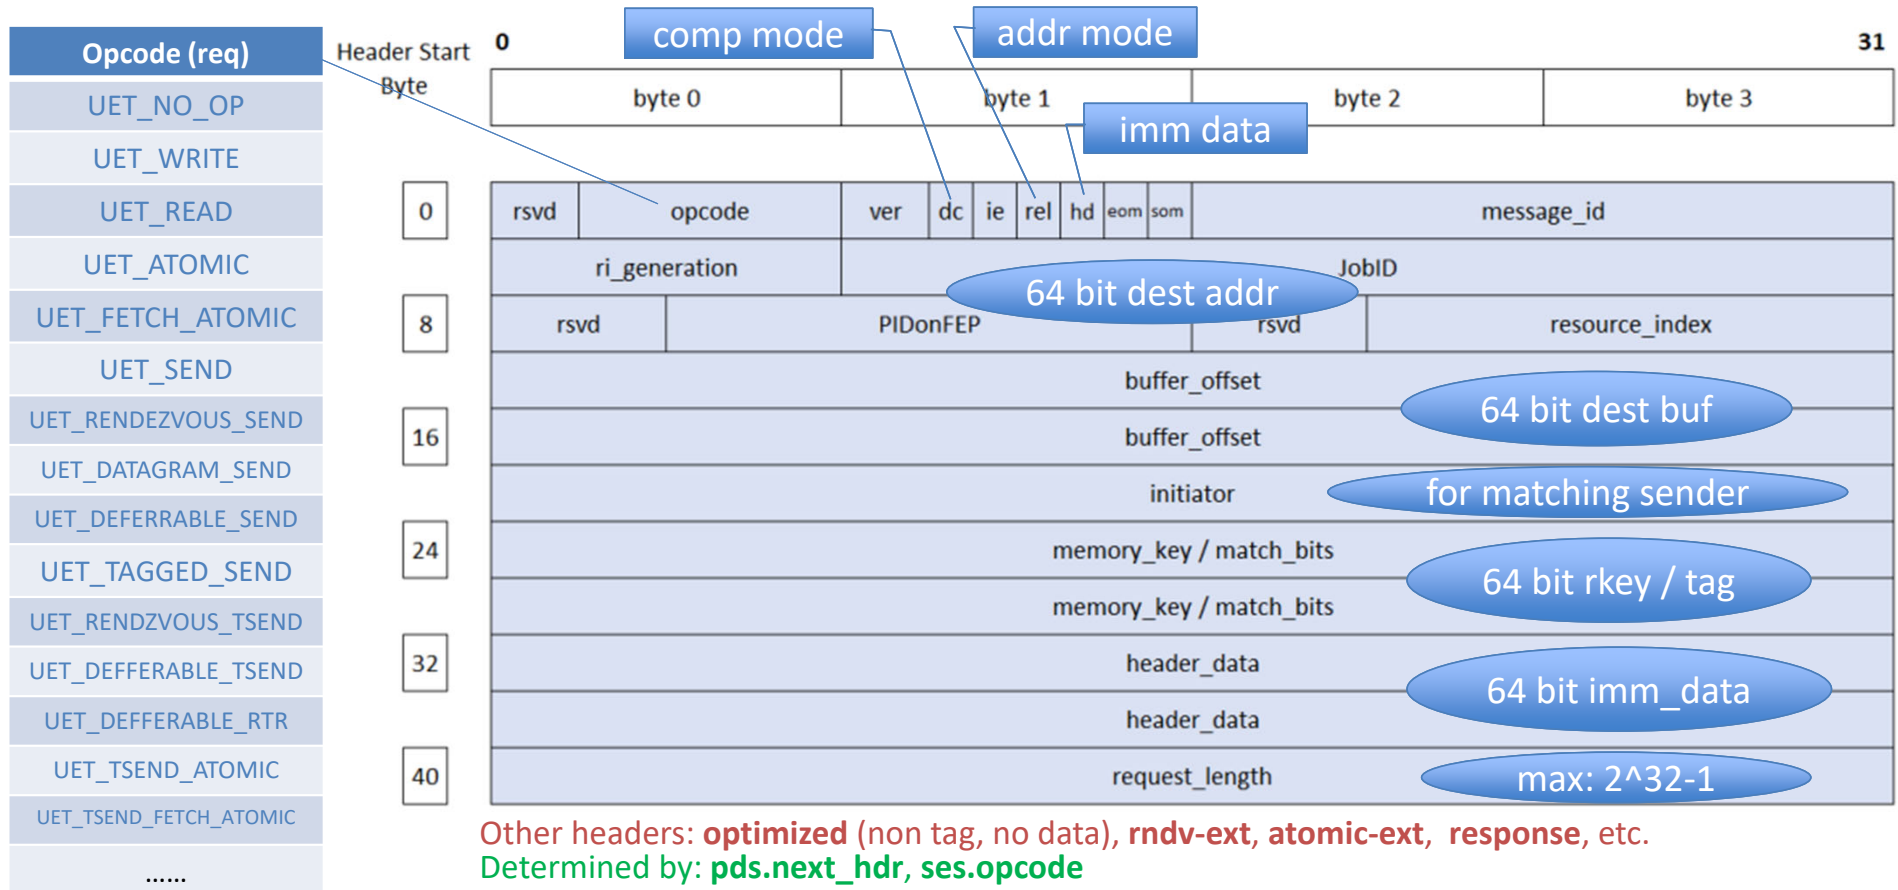 Opcode (req)
UET_NO_OP
UET_WRITE
UET_READ
UET_ATOMIC
UET_FETCH_ATOMIC
UET_SEND
UET_RENDEZVOUS_SEND
UET_DATAGRAM_SEND
UET_DEFERRABLE_SEND
UET_TAGGED_SEND
UET_RENDZVOUS_TSEND
UET_DEFFERABLE_TSEND
UET_DEFFERABLE_RTR
UET_TSEND_ATOMIC
UET_TSEND_FETCH_ATOMIC
......
Header Start
Byte
0 31
comp mode
addr mode
imm data
byte 0 byte 1 byte 2 byte 3
0 rsvd opcode ver dc ie rel hd eom som message_id
ri_generation JobID
64 bit dest addr
8 rsvd PIDonFEP rsvd resource_index
buffer_offset
64 bit dest buf
16 buffer_offset
initiator for matching sender
24 memory_key / match_bits
64 bit rkey / tag
memory_key / match_bits
32 header_data
64 bit imm_data
header_data
40 request_length max: 2^32-1
Other headers: optimized (non tag, no data), rndv-ext, atomic-ext, response, etc.
Determined by: pds.next_hdr, ses.opcode